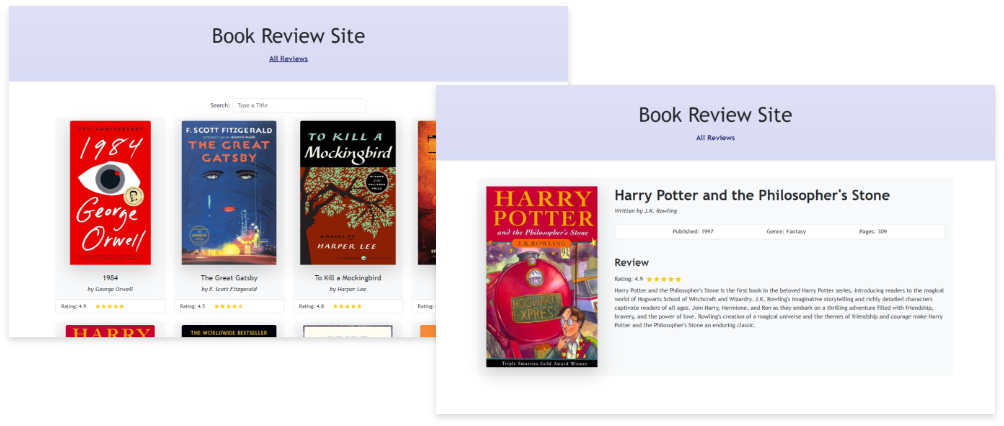 Book Review Site
All Reviews
Search: Type a Title
1984
George
Orwell
1984
by George Orwell
Rating: 4.9 ★★★★★
F. SCOTT FITZGERALD
THE GREAT
GATSBY
The Great Gatsby
by F. Scott Fitzgerald
Rating: 4.5 ★★★★★
TO KILL A
Mockingbird
A NOVEL BY
HARPER LEE
To Kill a Mockingbird
by Harper Lee
Rating: 4.8 ★★★★★
Rating:
HARRY
THE WORLDWIDE BESTSELLER
Book Review Site
All Reviews
HARRY
POTTER
and the Philosopher's Stone
J.K.ROWLING
HOGWARTS
EXPRESS
Triple Smarties Gold Award Winner
Harry Potter and the Philosopher's Stone
Written by J.K. Rowling
Published: 1997 Genre: Fantasy Pages: 309
Review
Rating: 4.9 ★★★★★
Harry Potter and the Philosopher's Stone is the first book in the beloved Harry Potter series, introducing readers to the magical
world of Hogwarts School of Witchcraft and Wizardry. J.K. Rowling's imaginative storytelling and richly detailed characters
captivate readers of all ages. Join Harry, Hermione, and Ron as they embark on a thrilling adventure filled with friendship,
bravery, and the power of love. Rowling's creation of a magical universe and the themes of friendship and courage make Harry
Potter and the Philosopher's Stone an enduring classic.